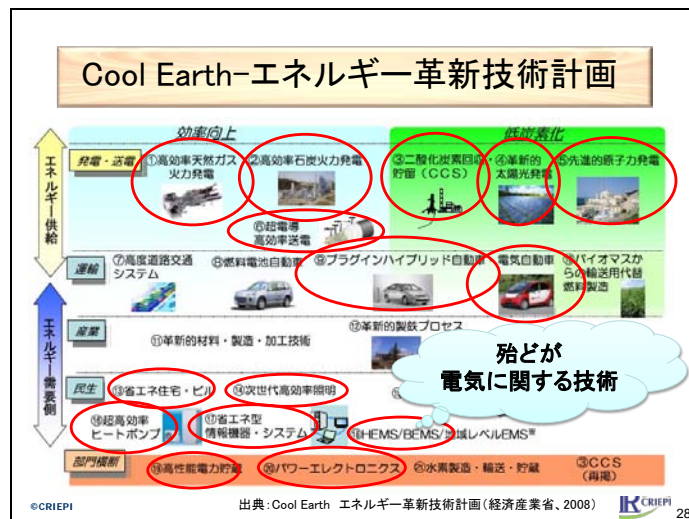 Cool Earth-エネルギー革新技術計画
効率向上
低炭素化
エネルギー供給
発電・送電
①高効率天然ガス
火力発電
②高効率石炭火力発電
③二酸化炭素回収・
貯留(CCS)
④革新的
太陽光発電
⑤先進的原子力発電
⑥超電導
高効率送電
運輸
⑦高度道路交通
システム
⑧燃料電池自動車
⑨プラグインハイブリッド自動車
電気自動車
⑩バイオマスか
らの輸送用代替
燃料製造
エネルギー需要側
産業
⑪革新的材料・製造・加工技術
⑫革新的製鉄プロセス
殆どが
電気に関する技術
民生
⑬省エネ住宅・ビル
⑭次世代高効率照明
⑯超高効率
ヒートポンプ
⑰省エネ型
情報機器・システム
⑱HEMS/BEMS/地域レベルEMS※
部門横断
⑲高性能電力貯蔵
⑳パワーエレクトロニクス
㉑水素製造・輸送・貯蔵
③CCS
(再掲)
©CRIEPI
出典:Cool Earth エネルギー革新技術計画(経済産業省、2008)
CRIEPI
28